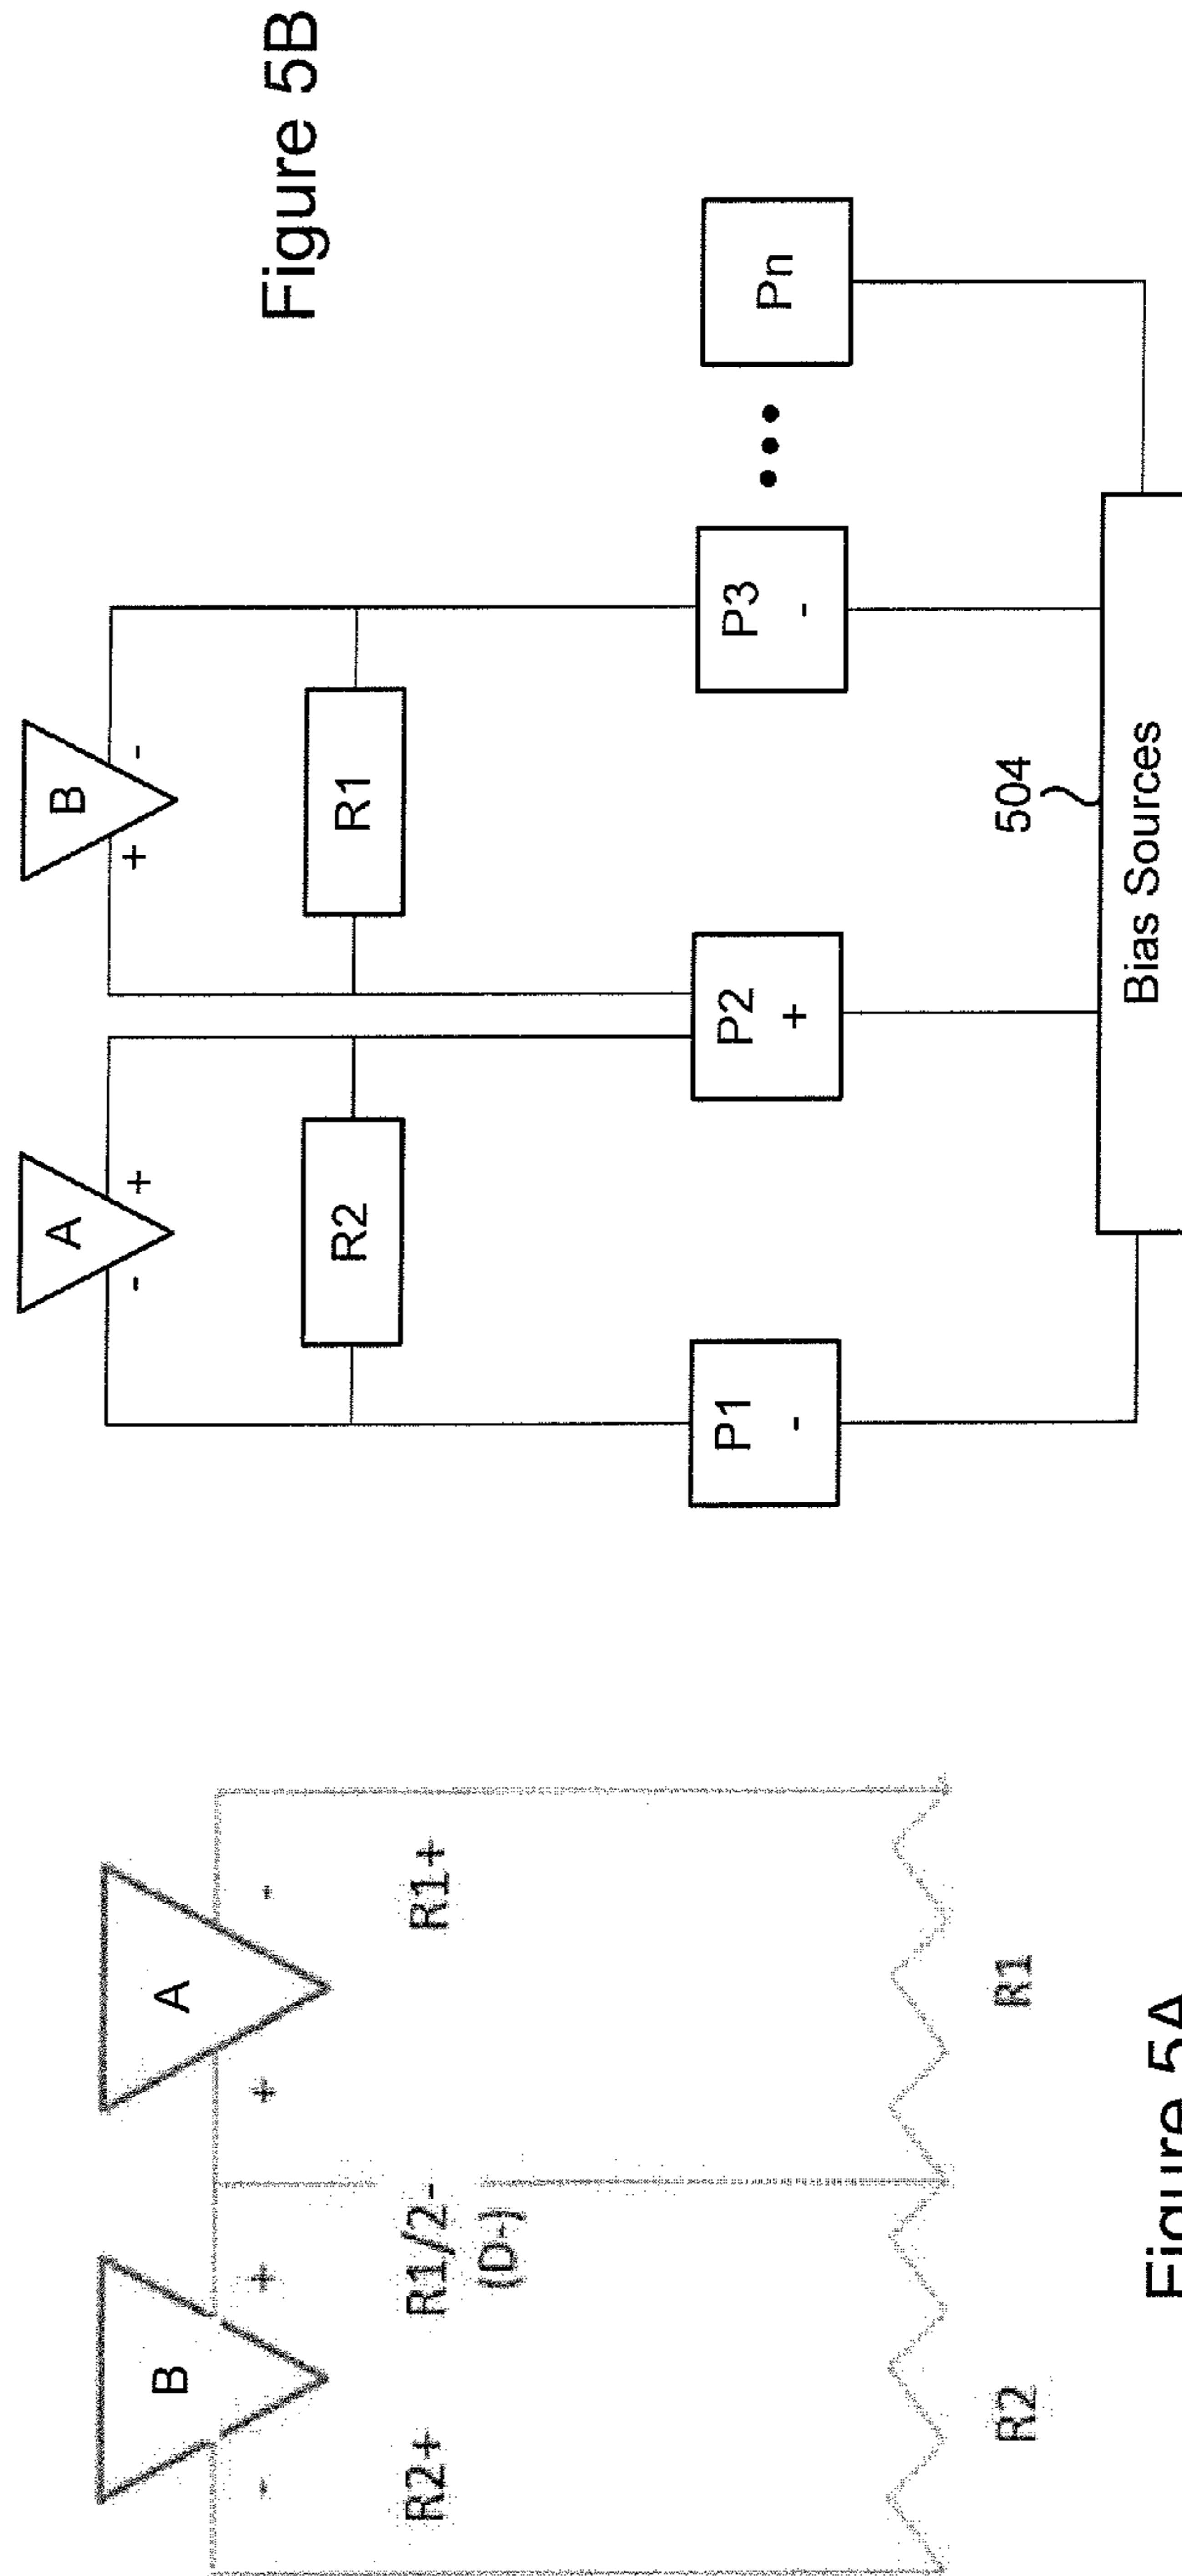 Figure 5B
A
B
- +
+ -
R2
R1
P1
-
P2
+
P3
-
•••
Pn
504
Bias Sources
B
A
- +
+ -
R2+
R1/2-
(D-)
R1+
R2
R1
Figure 5A